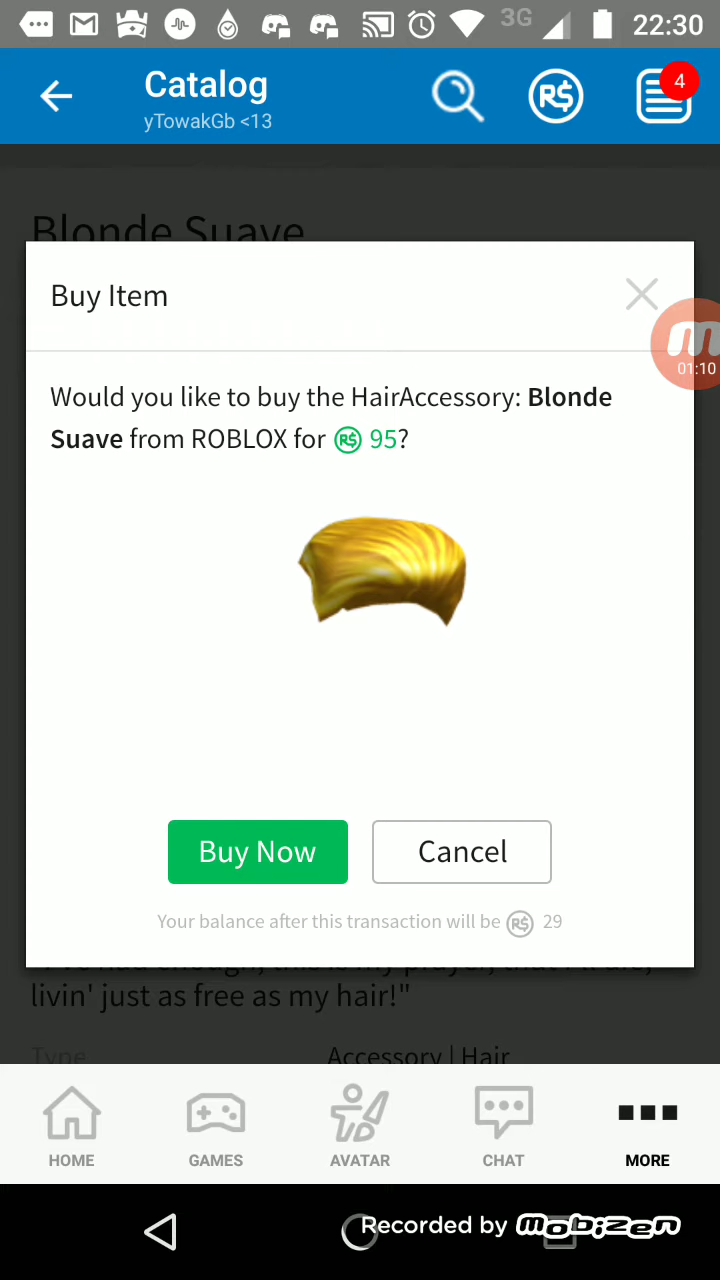 3G 22:30
Catalog
yTowakGb <13
R$
4
Blonde Suave
Buy Item
01:10
Would you like to buy the HairAccessory: Blonde
Suave from ROBLOX for R$ 95?
Buy Now
Cancel
Your balance after this transaction will be R$ 29
livin' just as free as my hair!"
Type
Accessory | Hair
HOME
GAMES
AVATAR
CHAT
MORE
Recorded by mobizen